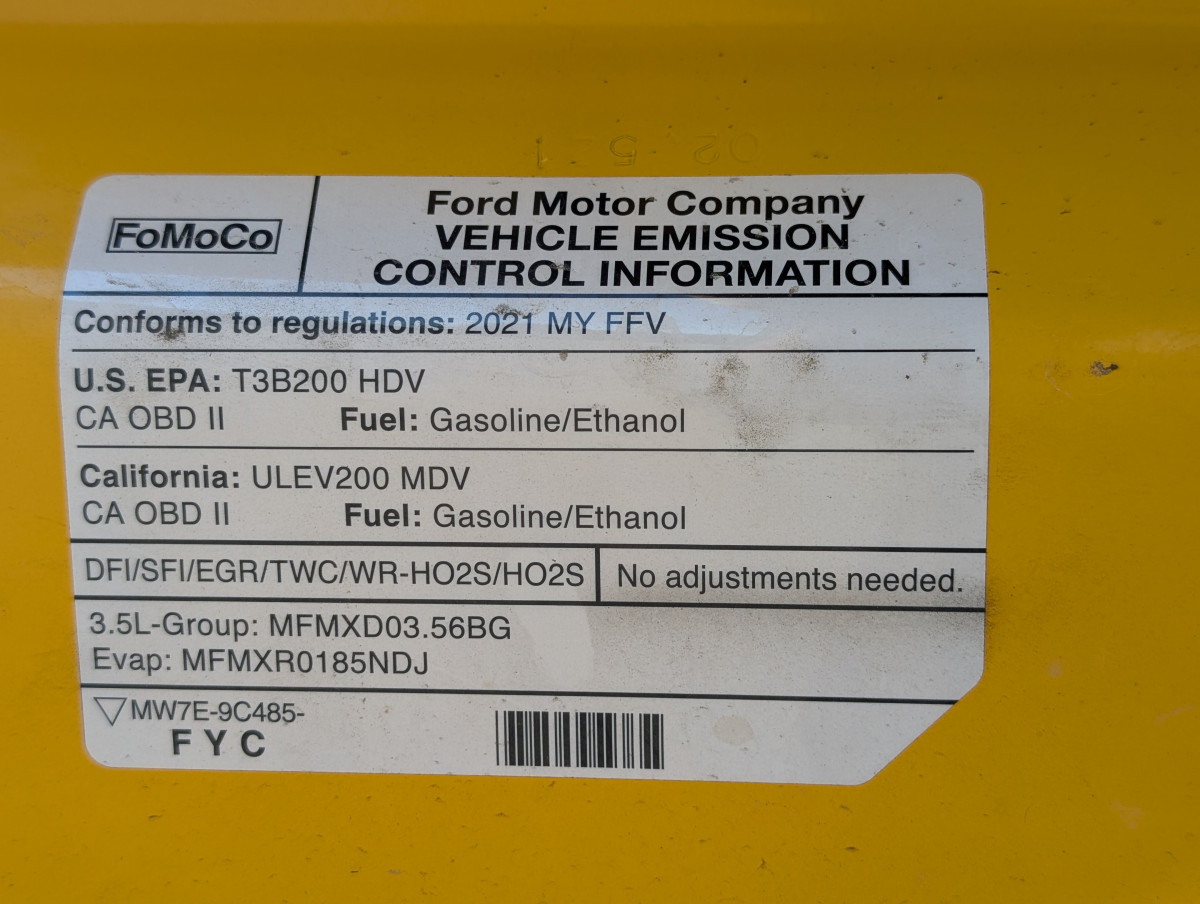 FoMoCo
Ford Motor Company
VEHICLE EMISSION
CONTROL INFORMATION
Conforms to regulations: 2021 MY FFV
U.S. EPA: T3B200 HDV
CA OBD II Fuel: Gasoline/Ethanol
California: ULEV200 MDV
CA OBD II Fuel: Gasoline/Ethanol
DFI/SFI/EGR/TWC/WR-HO2S/HO2S
No adjustments needed.
3.5L-Group: MFMXD03.56BG
Evap: MFMXR0185NDJ
▽MW7E-9C485-
F Y C